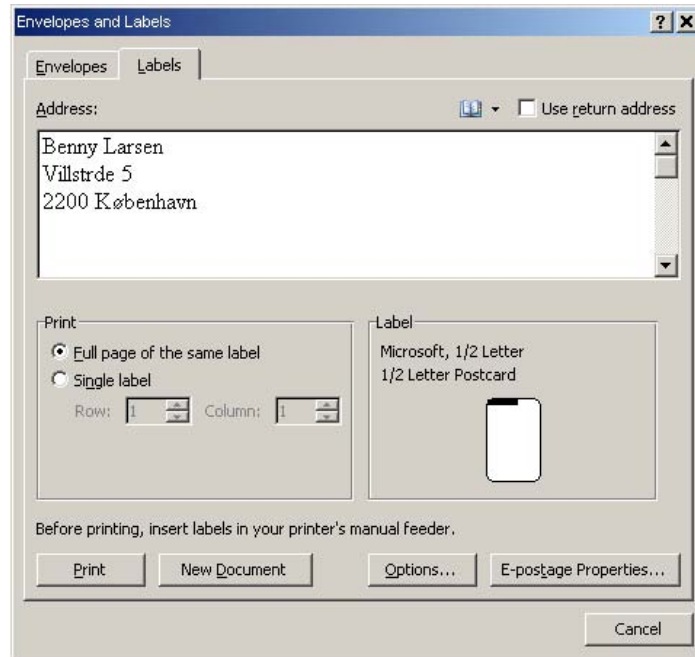 Envelopes and Labels
Envelopes Labels
Address: Use return address
Benny Larsen
Villstrde 5
2200 København
Print
Full page of the same label
Single label
Row: 1 Column: 1
Label
Microsoft, 1/2 Letter
1/2 Letter Postcard
Before printing, insert labels in your printer's manual feeder.
Print New Document Options... E-postage Properties...
Cancel